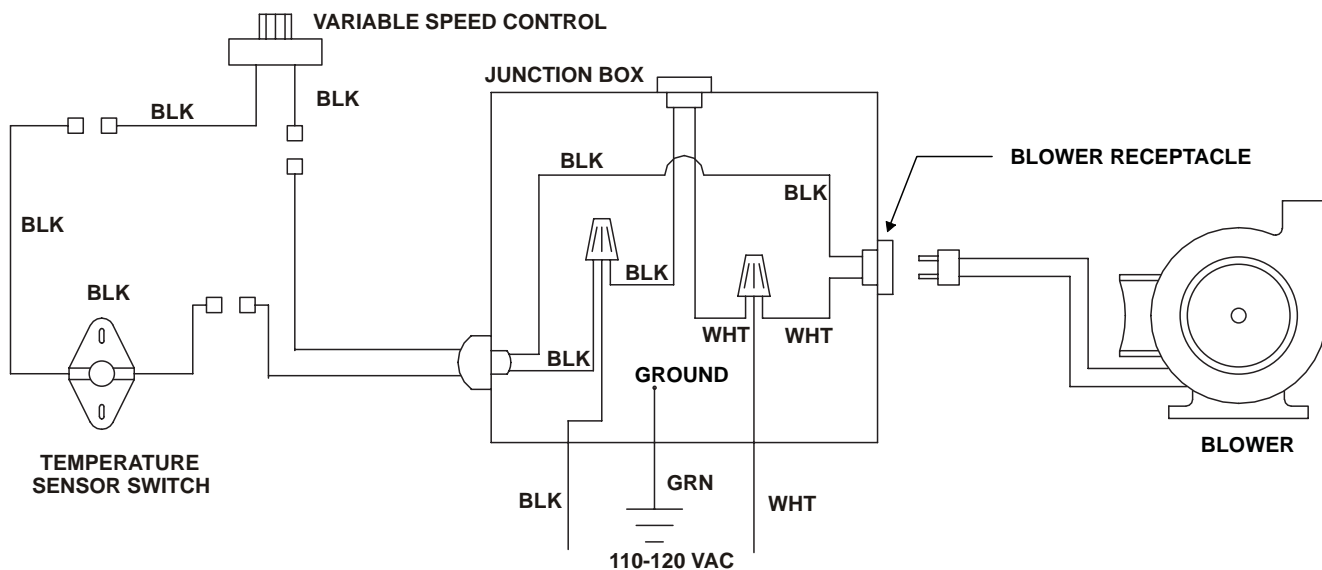 VARIABLE SPEED CONTROL
JUNCTION BOX
BLK
BLK
BLK
BLOWER RECEPTACLE
BLK
BLK
BLK
BLK
WHT
WHT
BLK
GROUND
TEMPERATURE
SENSOR SWITCH
BLOWER
GRN
BLK
WHT
110-120 VAC